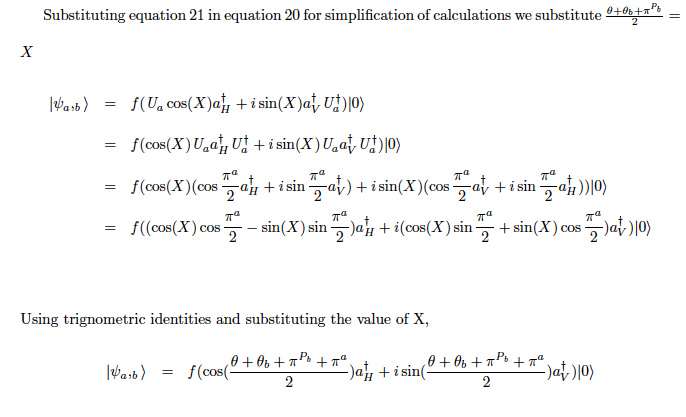 Substituting equation 21 in equation 20 for simplification of calculations we substitute $\frac{\theta+\theta_b+\pi^{P_b}}{2}$ =
X
$|\psi_{a,b}\rangle$ = $f(U_a \cos(X)a_H^\dagger + i\sin(X)a_V^\dagger U_a^\dagger)|0\rangle$
= $f(\cos(X)U_a a_H^\dagger U_a^\dagger + i\sin(X)U_a a_V^\dagger U_a^\dagger)|0\rangle$
= $f(\cos(X)(\cos\frac{\pi^a}{2}a_H^\dagger + i\sin\frac{\pi^a}{2}a_V^\dagger) + i\sin(X)(\cos\frac{\pi^a}{2}a_V^\dagger + i\sin\frac{\pi^a}{2}a_H^\dagger))|0\rangle$
= $f((\cos(X)\cos\frac{\pi^a}{2} - \sin(X)\sin\frac{\pi^a}{2})a_H^\dagger + i(\cos(X)\sin\frac{\pi^a}{2} + \sin(X)\cos\frac{\pi^a}{2})a_V^\dagger)|0\rangle$
Using trignometric identities and substituting the value of X,
$|\psi_{a,b}\rangle$ = $f(\cos(\frac{\theta+\theta_b+\pi^{P_b}+\pi^a}{2})a_H^\dagger + i\sin(\frac{\theta+\theta_b+\pi^{P_b}+\pi^a}{2})a_V^\dagger)|0\rangle$